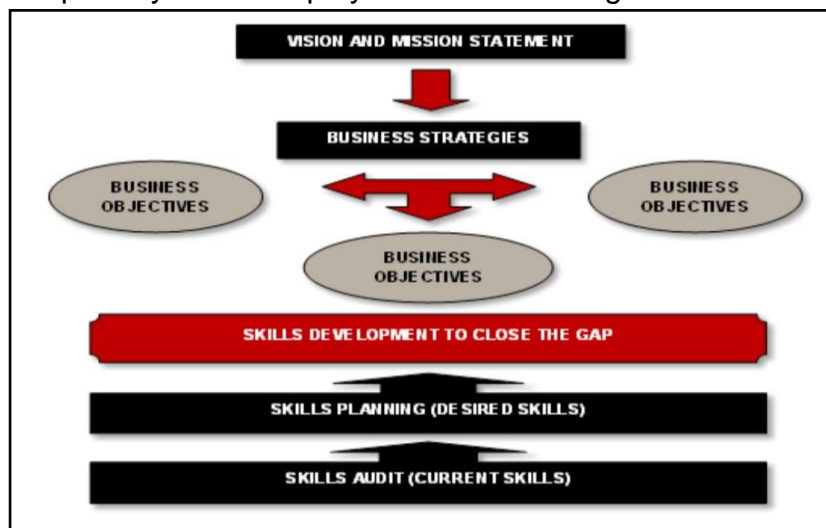 VISION AND MISSION STATEMENT
BUSINESS STRATEGIES
BUSINESS
OBJECTIVES
BUSINESS
OBJECTIVES
BUSINESS
OBJECTIVES
SKILLS DEVELOPMENT TO CLOSE THE GAP
SKILLS PLANNING (DESIRED SKILLS)
SKILLS AUDIT (CURRENT SKILLS)